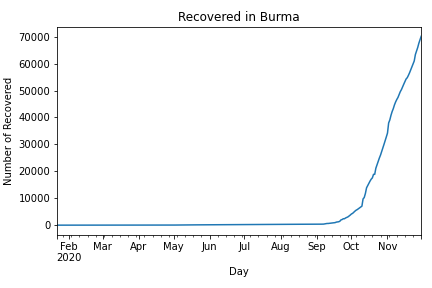 Recovered in Burma
Number of Recovered
70000
60000
50000
40000
30000
20000
10000
0
Feb Mar Apr May Jun Jul Aug Sep Oct Nov
2020
Day